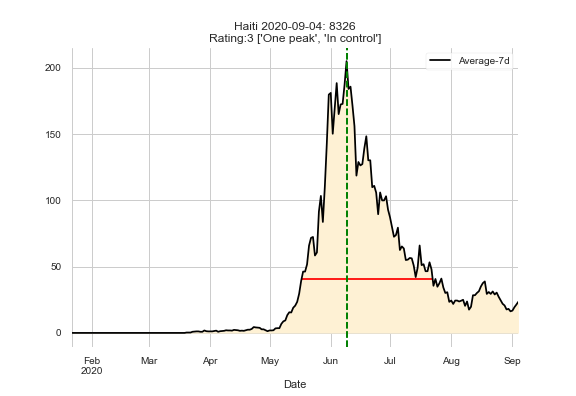 Haiti 2020-09-04: 8326
Rating:3 ['One peak', 'In control']
Average-7d
200
150
100
50
0
Feb Mar Apr May Jun Jul Aug Sep
2020
Date